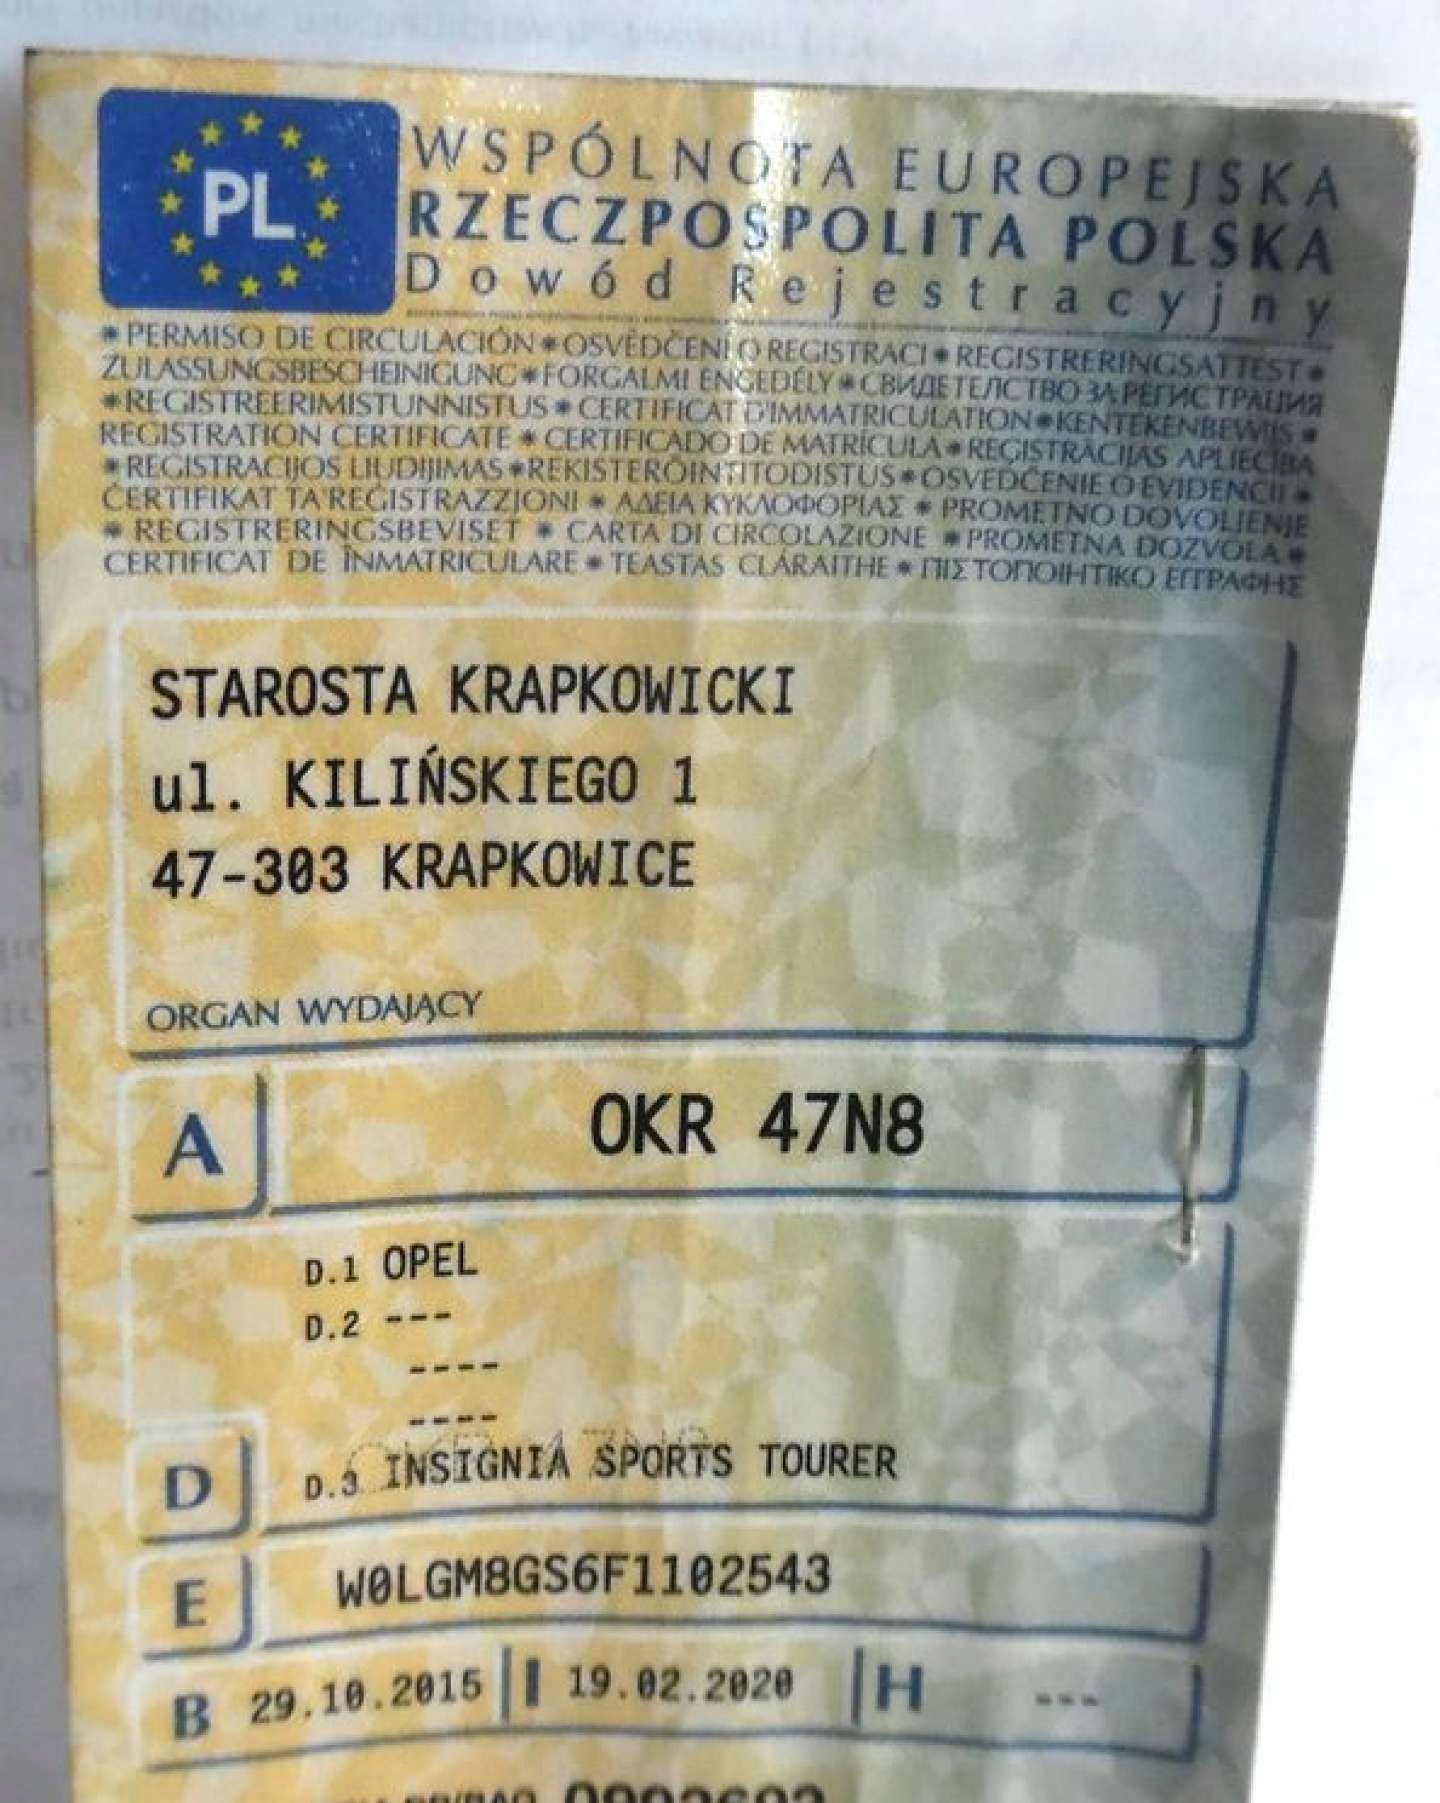 PL
WSPÓLNOTA EUROPEJSKA
RZECZPOSPOLITA POLSKA
Dowód Rejestracyjny
* PERMISO DE CIRCULACIÓN * OSVĚDČENÍ O REGISTRACI * REGISTRERINGSATTEST *
ZULASSUNGSBESCHEINIGUNG * FORGALMI ENGEDÉLY * СВИДЕТЕЛСТВО ЗА РЕГИСТРАЦИЯ
* REGISTREERIMISTUNNISTUS * CERTIFICAT D'IMMATRICULATION * KENTEKENBEWIJS *
REGISTRATION CERTIFICATE * CERTIFICADO DE MATRÍCULA * REĢISTRĀCIJAS APLIECĪBA
* REGISTRACIJOS LIUDIJIMAS * REKISTERÖINTITODISTUS * OSVEDČENIE O EVIDENCII *
ĊERTIFIKAT TA'REĠISTRAZZJONI * ΑΔΕΙΑ ΚΥΚΛΟΦΟΡΙΑΣ * PROMETNO DOVOLJENJE
* REGISTRERINGSBEVISET * CARTA DI CIRCOLAZIONE * PROMETNA DOZVOLA *
CERTIFICAT DE ÎNMATRICULARE * TEASTAS CLÁRAITHE * ΠΙΣΤΟΠΟΙΗΤΙΚΟ ΕΓΓΡΑΦΗΣ
STAROSTA KRAPKOWICKI
ul. KILIŃSKIEGO 1
47-303 KRAPKOWICE
ORGAN WYDAJĄCY
A OKR 47N8
D.1 OPEL
D.2 ---
----
----
D D.3 INSIGNIA SPORTS TOURER
E W0LGM8GS6F1102543
B 29.10.2015 I 19.02.2020 H ---